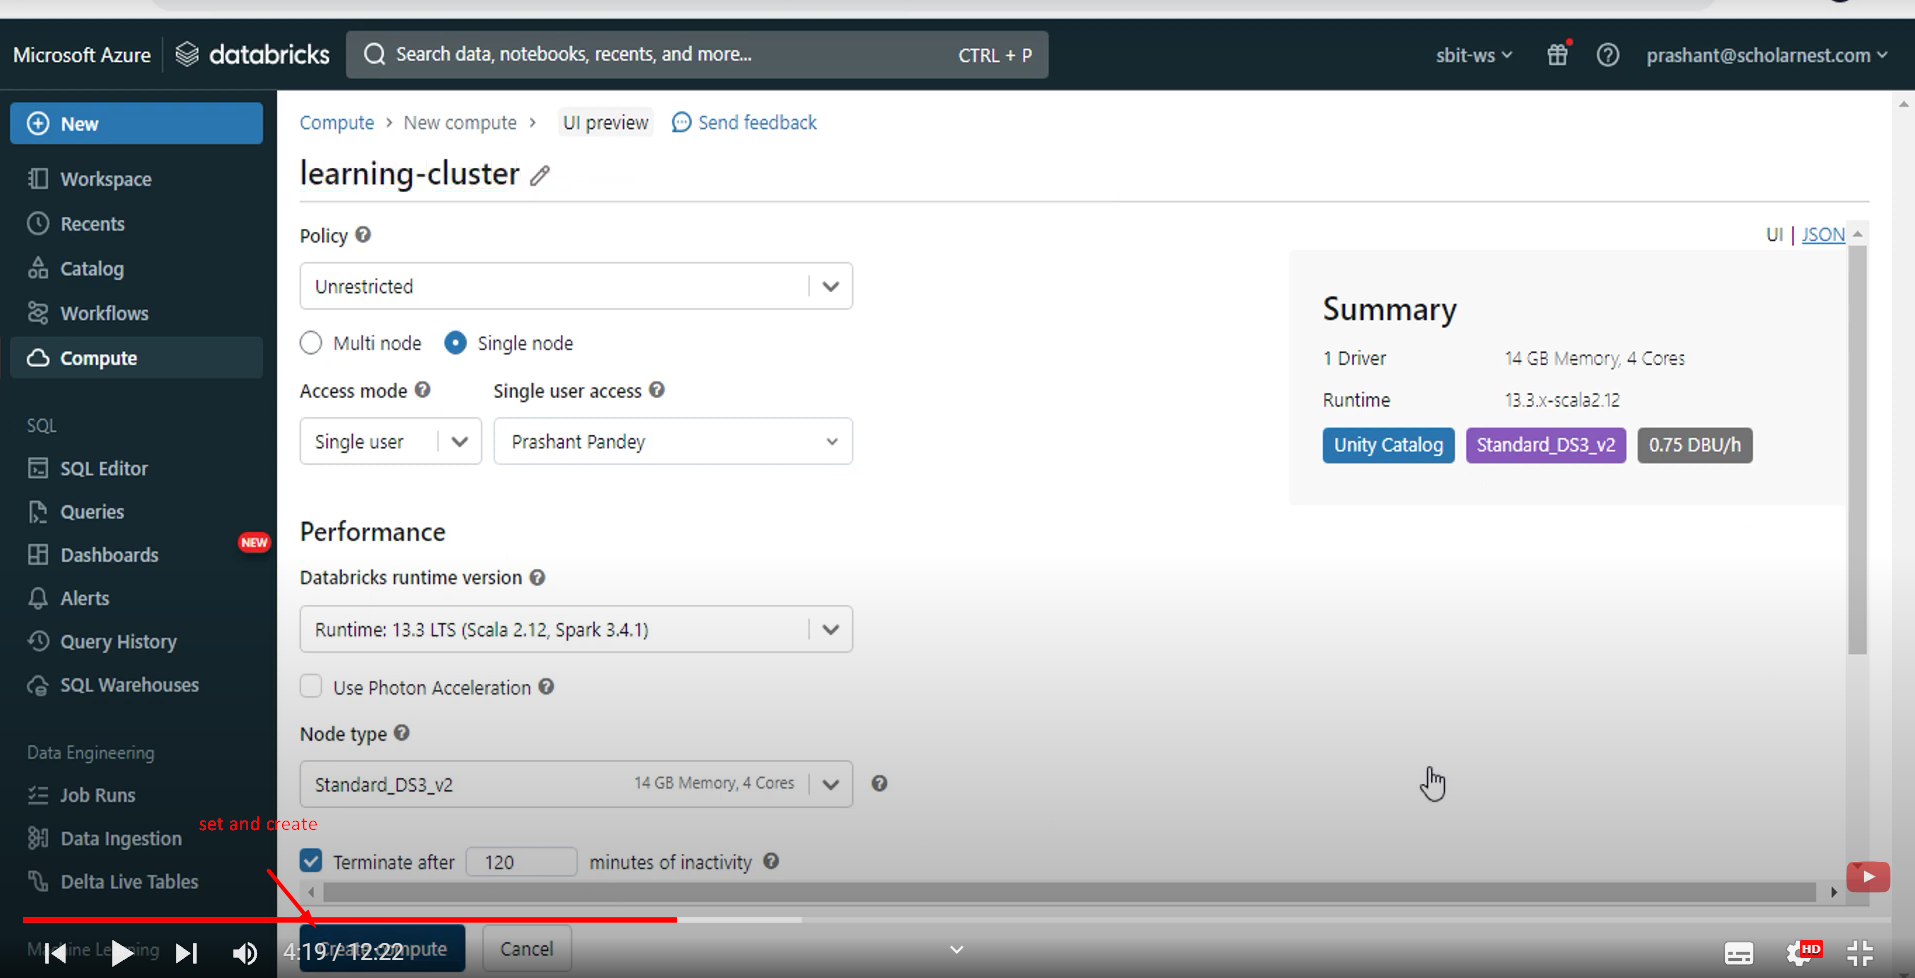 Microsoft Azure databricks Search data, notebooks, recents, and more... CTRL + P sbit-ws prashant@scholarnest.com
New
Workspace
Recents
Catalog
Workflows
Compute
SQL
SQL Editor
Queries
Dashboards NEW
Alerts
Query History
SQL Warehouses
Data Engineering
Job Runs
Data Ingestion
Delta Live Tables
Machine Learning
Compute > New compute > UI preview Send feedback
learning-cluster
Policy
Unrestricted
Multi node Single node
Access mode Single user access
Single user Prashant Pandey
Performance
Databricks runtime version
Runtime: 13.3 LTS (Scala 2.12, Spark 3.4.1)
Use Photon Acceleration
Node type
Standard_DS3_v2 14 GB Memory, 4 Cores
set and create
Terminate after 120 minutes of inactivity
Create compute Cancel
UI | JSON
Summary
1 Driver 14 GB Memory, 4 Cores
Runtime 13.3.x-scala2.12
Unity Catalog Standard_DS3_v2 0.75 DBU/h
4:19 / 12:22
HD